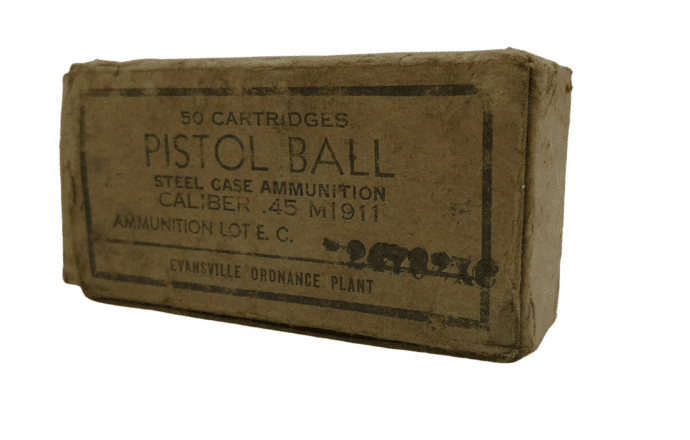 50 CARTRIDGES
PISTOL BALL
STEEL CASE AMMUNITION
CALIBER .45 M1911
AMMUNITION LOT E. C.
EVANSVILLE ORDNANCE PLANT